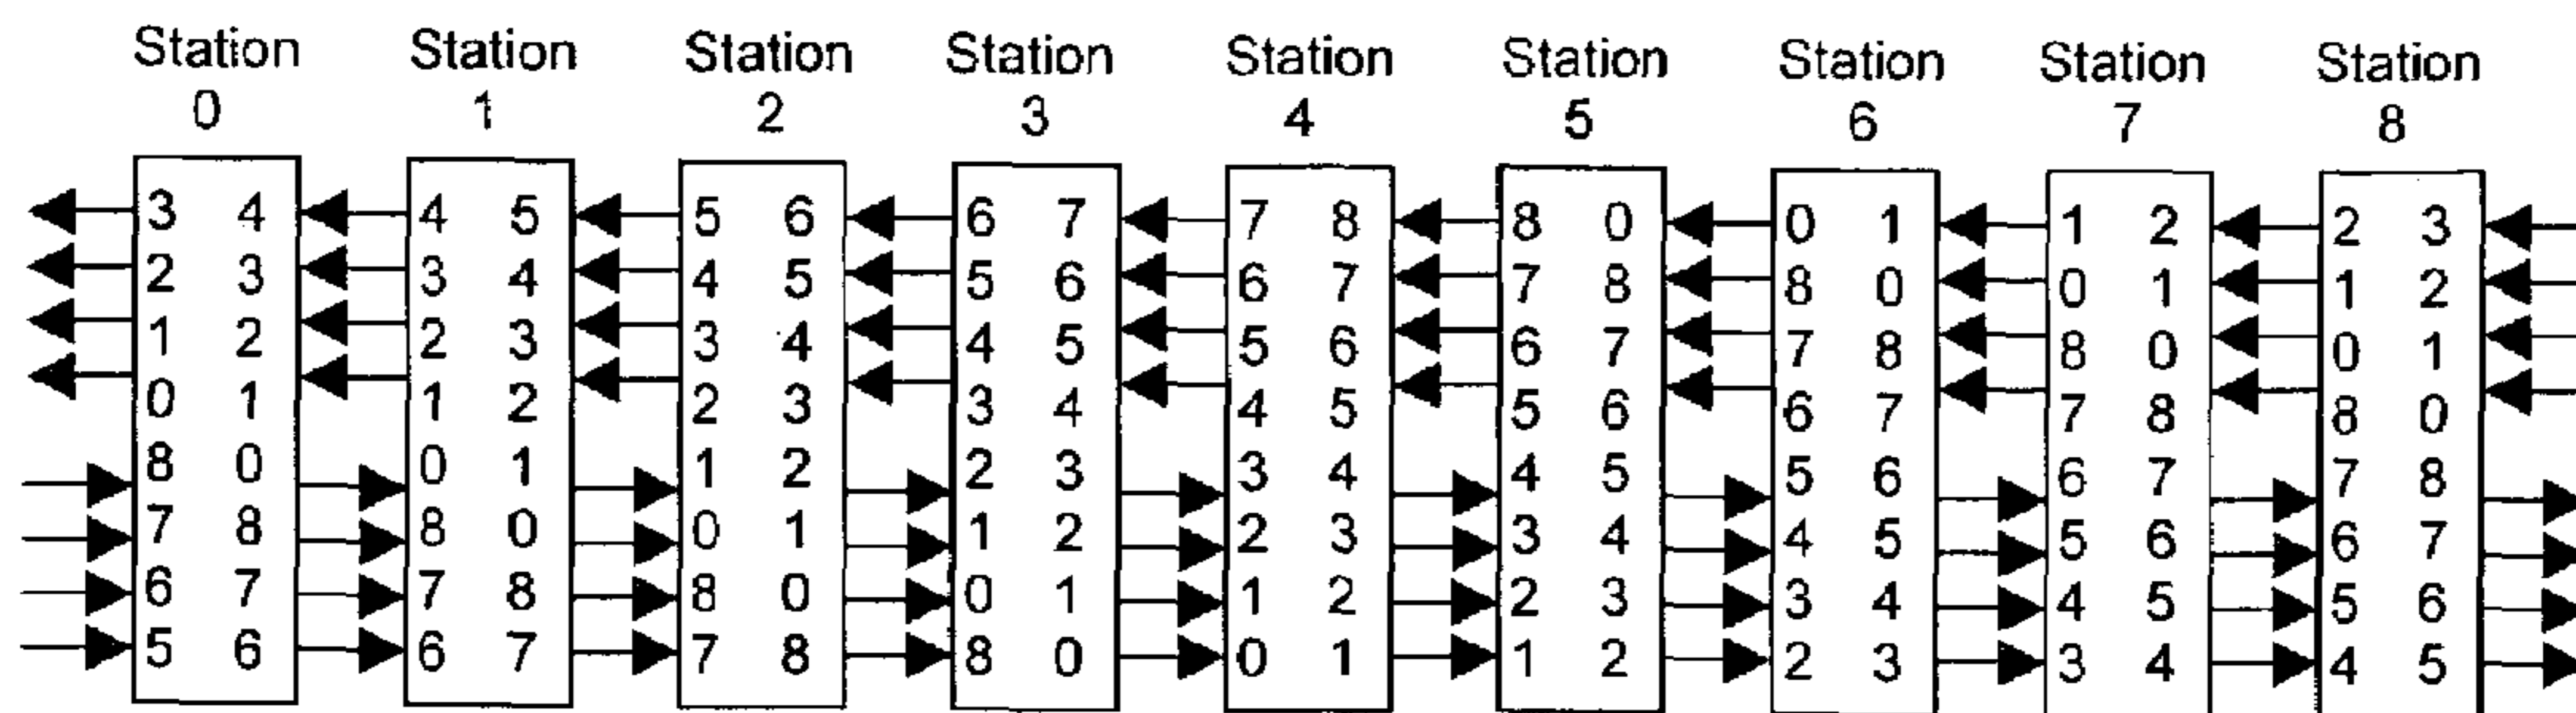 Station Station Station Station Station Station Station Station Station
0 1 2 3 4 5 6 7 8
3 4 4 5 5 6 6 7 7 8 8 0 0 1 1 2 2 3
2 3 3 4 4 5 5 6 6 7 7 8 8 0 0 1 1 2
1 2 2 3 3 4 4 5 5 6 6 7 7 8 8 0 0 1
0 1 1 2 2 3 3 4 4 5 5 6 6 7 7 8 8 0
8 0 0 1 1 2 2 3 3 4 4 5 5 6 6 7 7 8
7 8 8 0 0 1 1 2 2 3 3 4 4 5 5 6 6 7
6 7 7 8 8 0 0 1 1 2 2 3 3 4 4 5 5 6
5 6 6 7 7 8 8 0 0 1 1 2 2 3 3 4 4 5